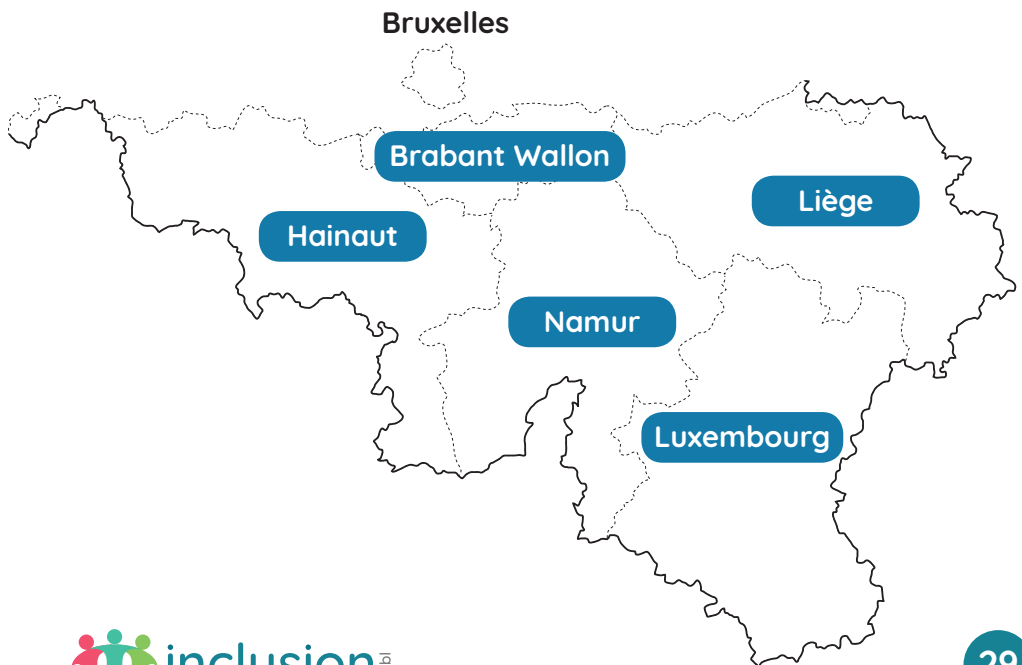 Bruxelles
Brabant Wallon
Liège
Hainaut
Namur
Luxembourg
inclusion
29